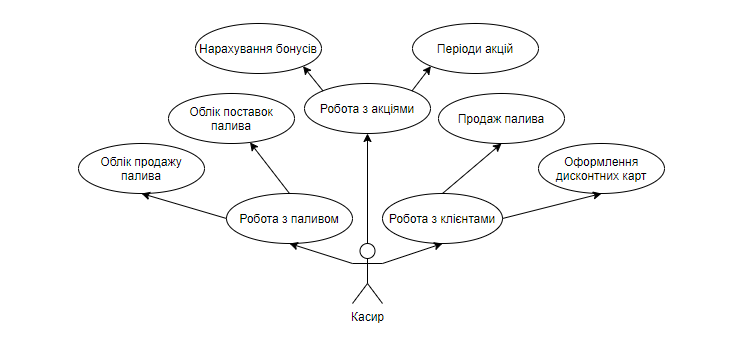 Нарахування бонусів
Періоди акцій
Робота з акціями
Облік поставок
палива
Продаж палива
Облік продажу
палива
Оформлення
дисконтних карт
Робота з паливом
Робота з клієнтами
Касир